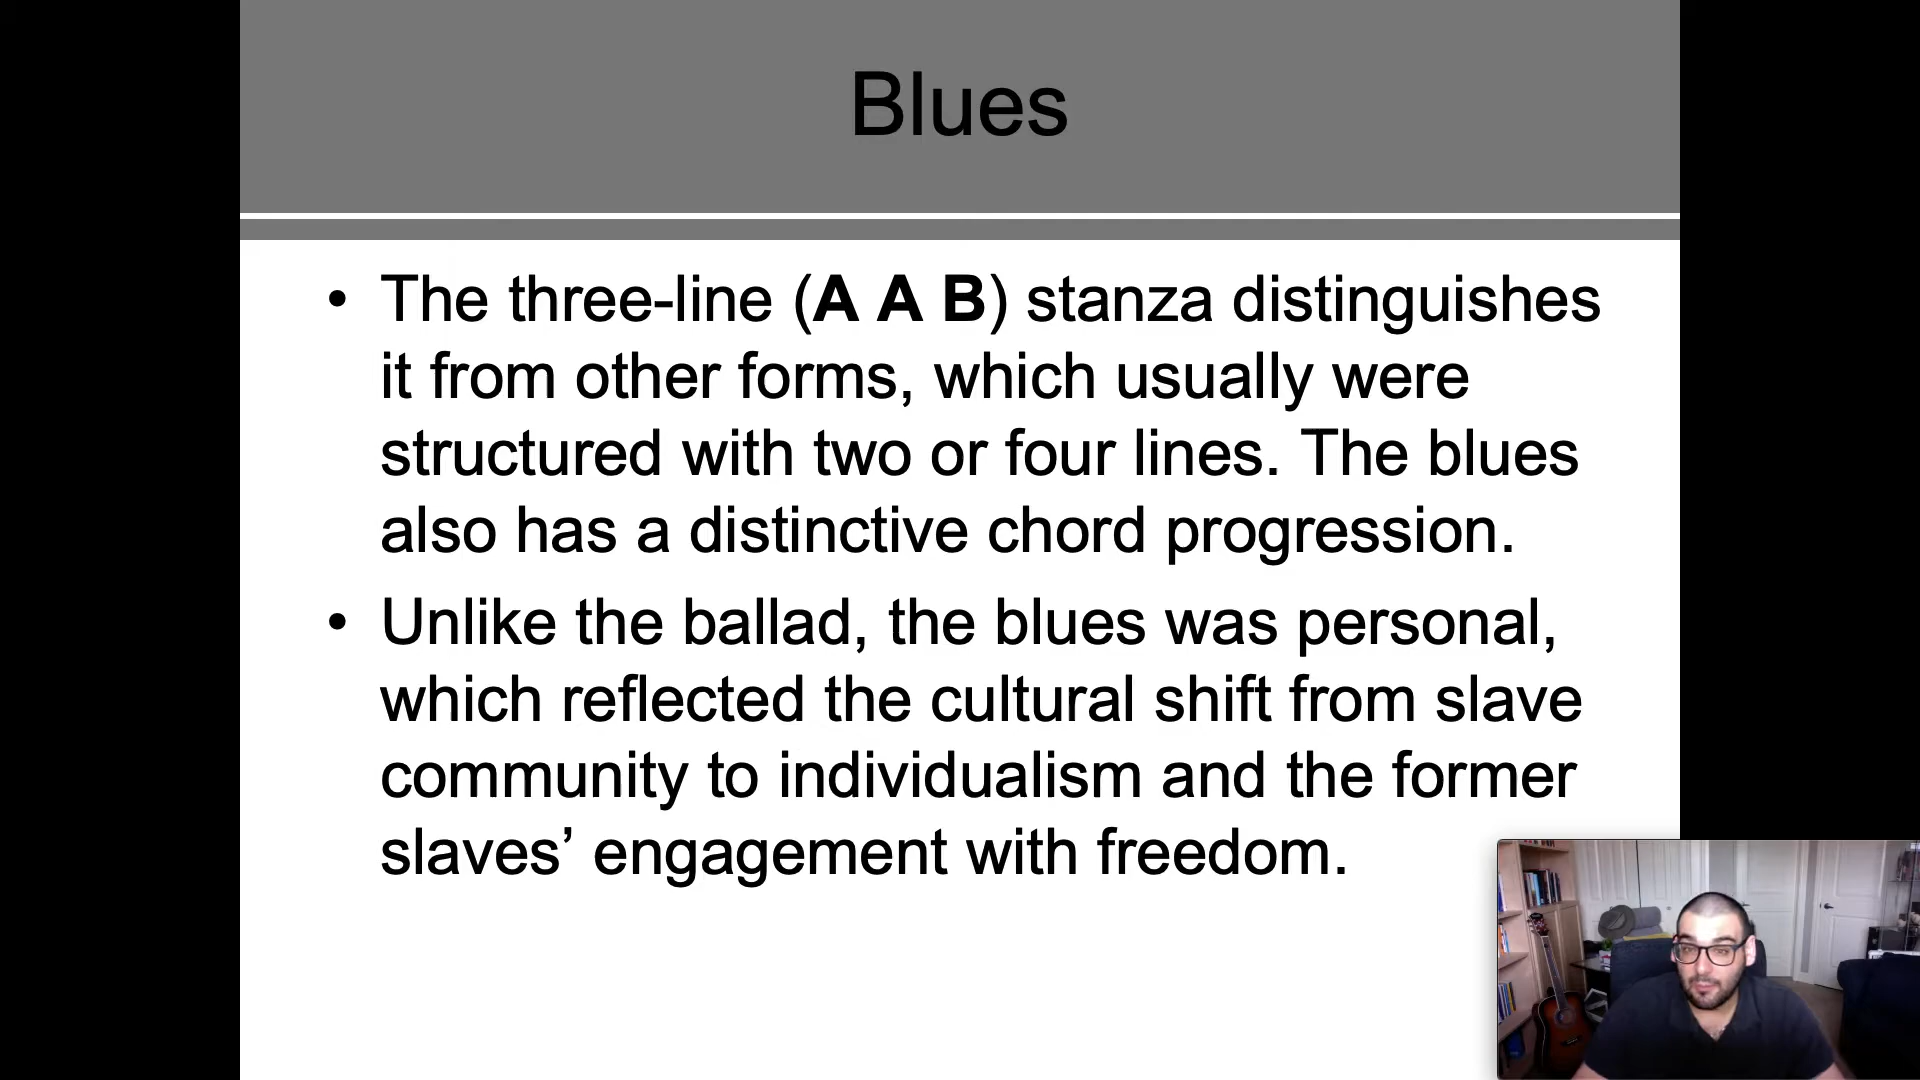 Blues
• The three-line (A A B) stanza distinguishes
it from other forms, which usually were
structured with two or four lines. The blues
also has a distinctive chord progression.
• Unlike the ballad, the blues was personal,
which reflected the cultural shift from slave
community to individualism and the former
slaves’ engagement with freedom.